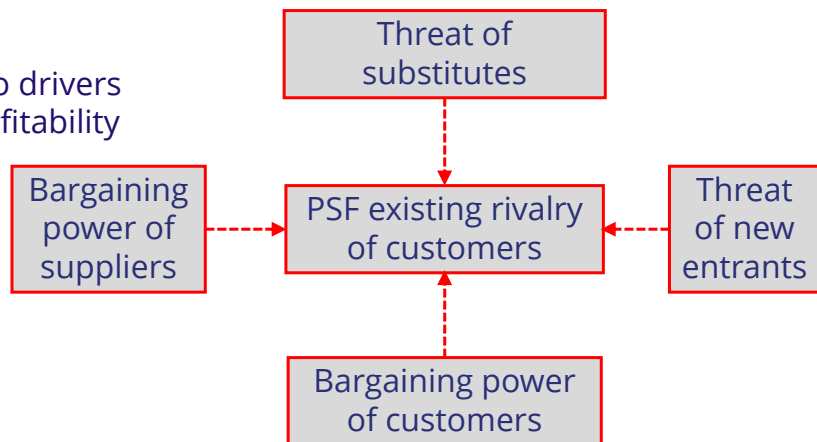 Threat of
substitutes
drivers
Bargaining
power of
suppliers
PSF existing rivalry
of customers
Threat
of new
entrants
Bargaining power
of customers